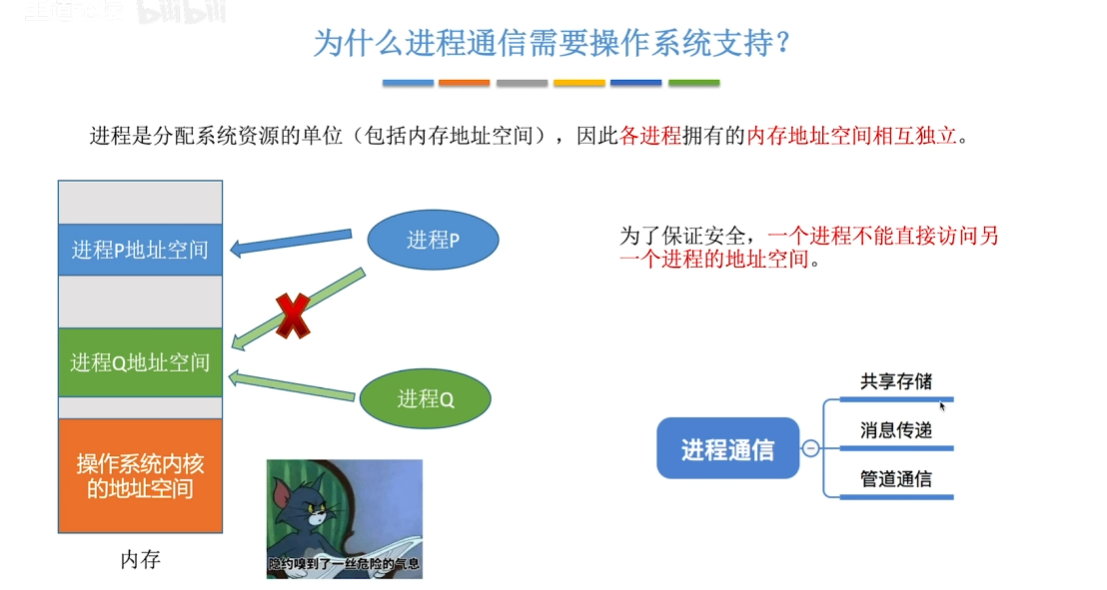 bilibili
为什么进程通信需要操作系统支持?
进程是分配系统资源的单位（包括内存地址空间），因此各进程拥有的内存地址空间相互独立。
进程P地址空间
进程P
为了保证安全，一个进程不能直接访问另
一个进程的地址空间。
进程Q地址空间
进程Q
操作系统内核
的地址空间
内存
隐约嗅到了一丝危险的气息
进程通信
共享存储
消息传递
管道通信